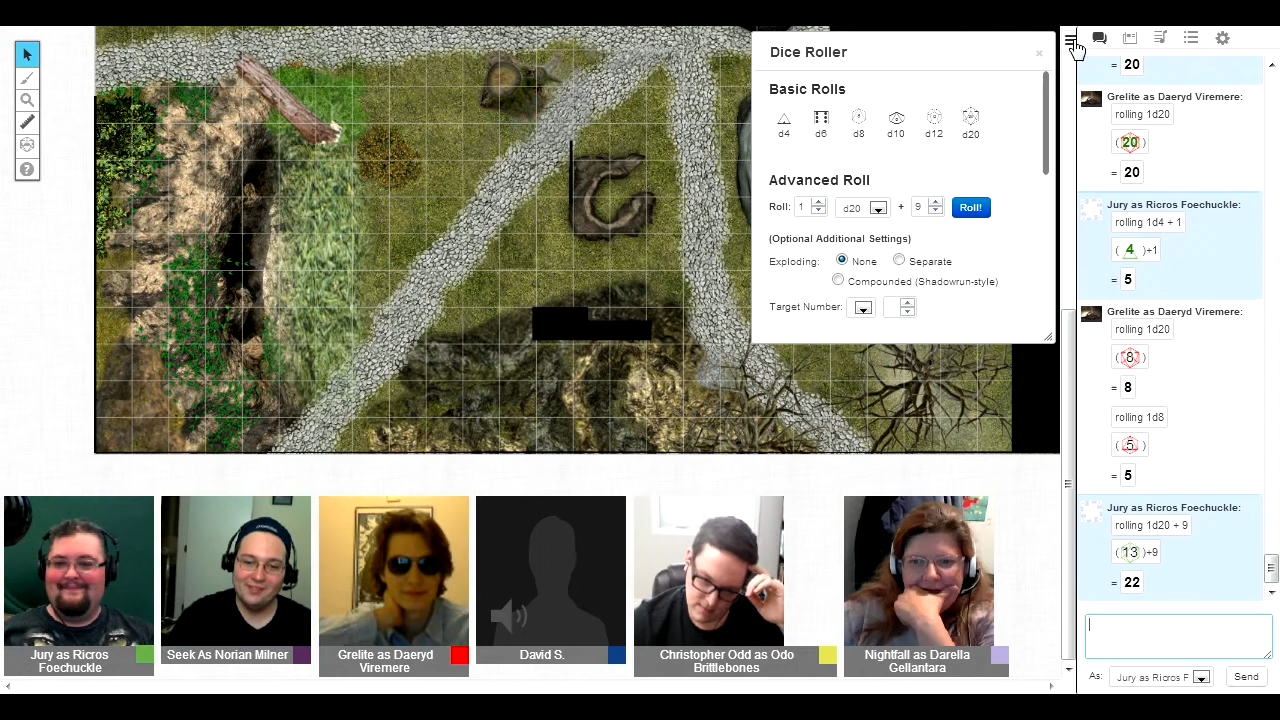 Dice Roller
×
Basic Rolls
d4 d6 d8 d10 d12 d20
Advanced Roll
Roll: 1 d20 + 9 Roll!
(Optional Additional Settings)
Exploding: None Separate
Compounded (Shadowrun-style)
Target Number:
= 20
Grelite as Daeryd Viremere:
rolling 1d20
(20)
= 20
Jury as Ricros Foechuckle:
rolling 1d4 + 1
(4)+1
= 5
Grelite as Daeryd Viremere:
rolling 1d20
(8)
= 8
rolling 1d8
(5)
= 5
Jury as Ricros Foechuckle:
rolling 1d20 + 9
(13)+9
= 22
As: Jury as Ricros F Send
Jury as Ricros
Foechuckle
Seek As Norian Milner
Grelite as Daeryd
Viremere
David S.
Christopher Odd as Odo
Brittlebones
Nightfall as Darella
Gellantara